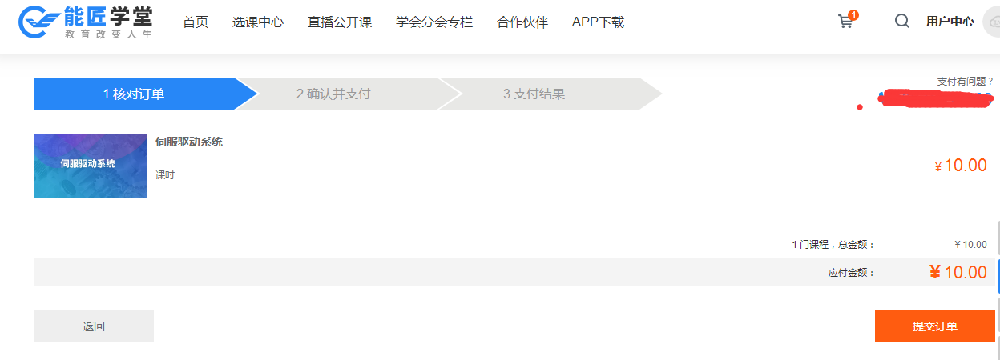 能匠学堂
教育改变人生
首页 选课中心 直播公开课 学会分会专栏 合作伙伴 APP下载 1 用户中心
1.核对订单 2.确认并支付 3.支付结果 支付有问题？
伺服驱动系统 伺服驱动系统
课时 ¥10.00
1 门课程，总金额： ¥10.00
应付金额： ¥10.00
返回 提交订单